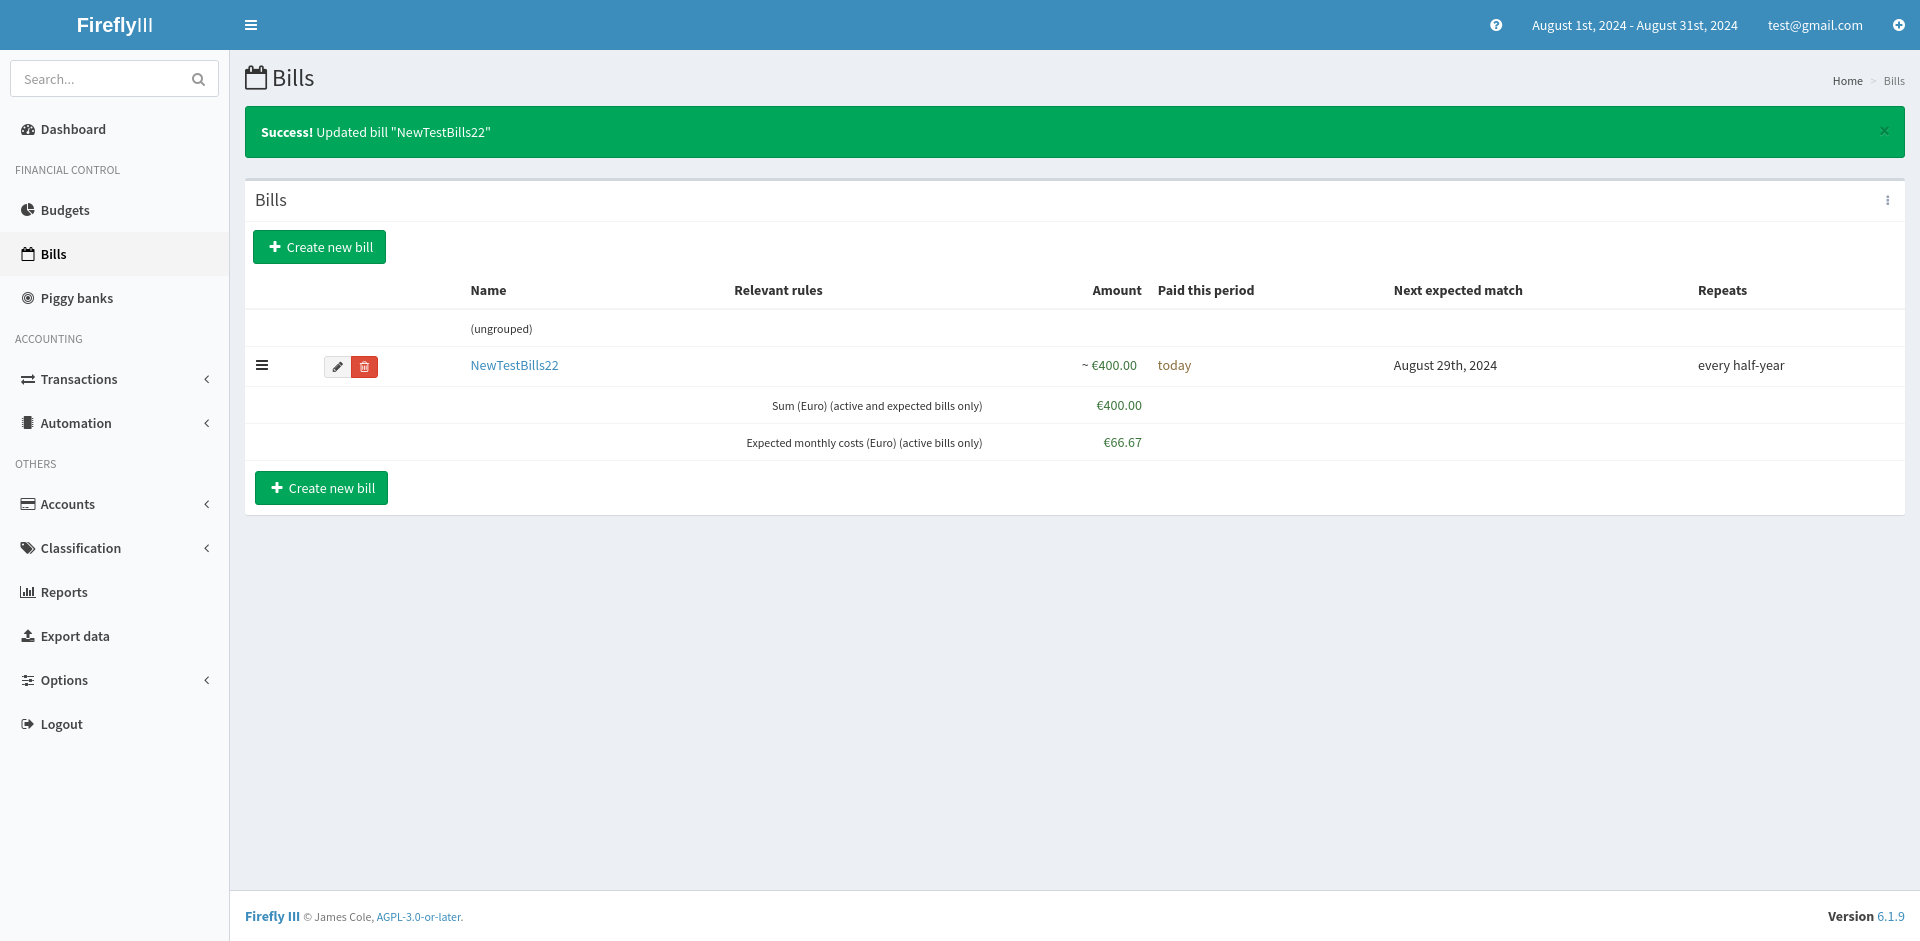 FireflyIII
August 1st, 2024 - August 31st, 2024
test@gmail.com
Search...
Dashboard
FINANCIAL CONTROL
Budgets
Bills
Piggy banks
ACCOUNTING
Transactions
Automation
OTHERS
Accounts
Classification
Reports
Export data
Options
Logout
Bills
Home > Bills
Success! Updated bill "NewTestBills22"
×
Bills
Create new bill
Name Relevant rules Amount Paid this period Next expected match Repeats
(ungrouped)
NewTestBills22 ~ €400.00 today August 29th, 2024 every half-year
Sum (Euro) (active and expected bills only) €400.00
Expected monthly costs (Euro) (active bills only) €66.67
Create new bill
Firefly III © James Cole, AGPL-3.0-or-later.
Version 6.1.9